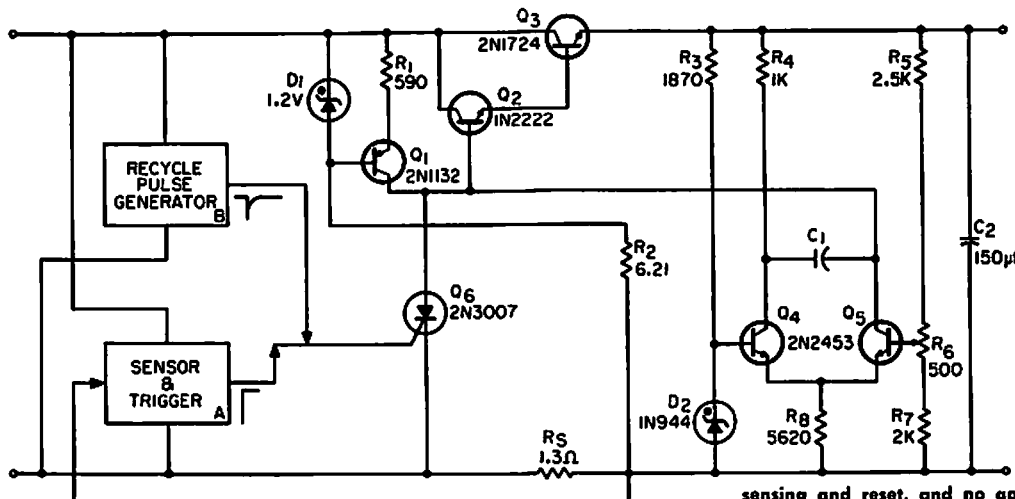 Q3
2N1724
R1
590
D1
1.2V
Q2
1N2222
Q1
2N1132
R3
1870
R4
1K
R5
2.5K
RECYCLE
PULSE
GENERATOR
B
R2
6.21
C1
C2
150μf
Q6
2N3007
Q4
Q5
2N2453
R6
500
SENSOR
&
TRIGGER
A
D2
1N944
R8
5620
R7
2K
RS
1.3Ω
sensing and reset, and no